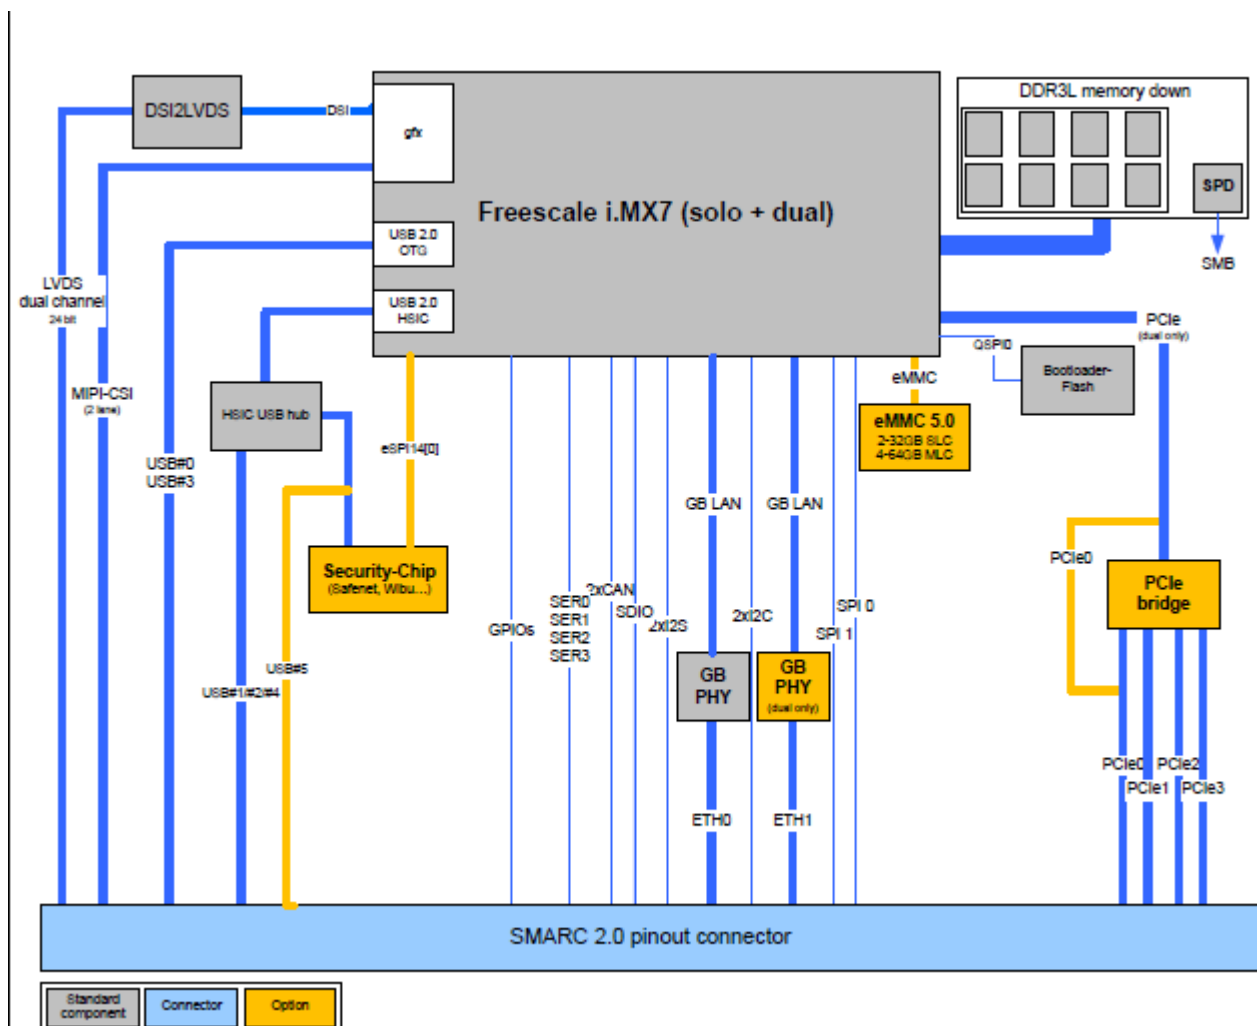 DSI2LVDS
DSI
gfx
DDR3L memory down
SPD
SMB
Freescale i.MX7 (solo + dual)
USB 2.0
OTG
USB 2.0
HSIC
LVDS
dual channel
24 bit
MIPI-CSI
(2 lane)
PCIe
(dual only)
QSPI0
Bootloader-
Flash
eMMC
eMMC 5.0
2-32GB SLC
4-64GB MLC
HSIC USB hub
eSPI14[0]
USB#0
USB#3
GB LAN
GB LAN
Security-Chip
(Safenet, Wibu...)
PCIe0
PCIe
bridge
GPIOs
SER0
SER1
SER2
SER3
2xCAN
SDIO
2xI2S
2xI2C
SPI 1
SPI 0
USB#5
USB#1/#2/#4
GB
PHY
GB
PHY
(dual only)
PCIe0
PCIe1
PCIe2
PCIe3
ETH0
ETH1
SMARC 2.0 pinout connector
Standard
component
Connector
Option